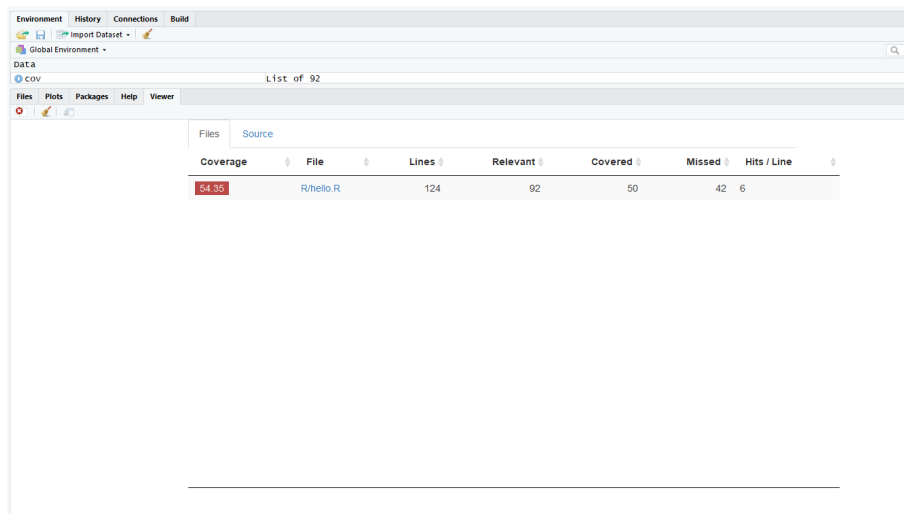 Environment History Connections Build
Import Dataset
Global Environment
Data
cov List of 92
Files Plots Packages Help Viewer
Files Source
Coverage File Lines Relevant Covered Missed Hits / Line
54.35 R/hello.R 124 92 50 42 6